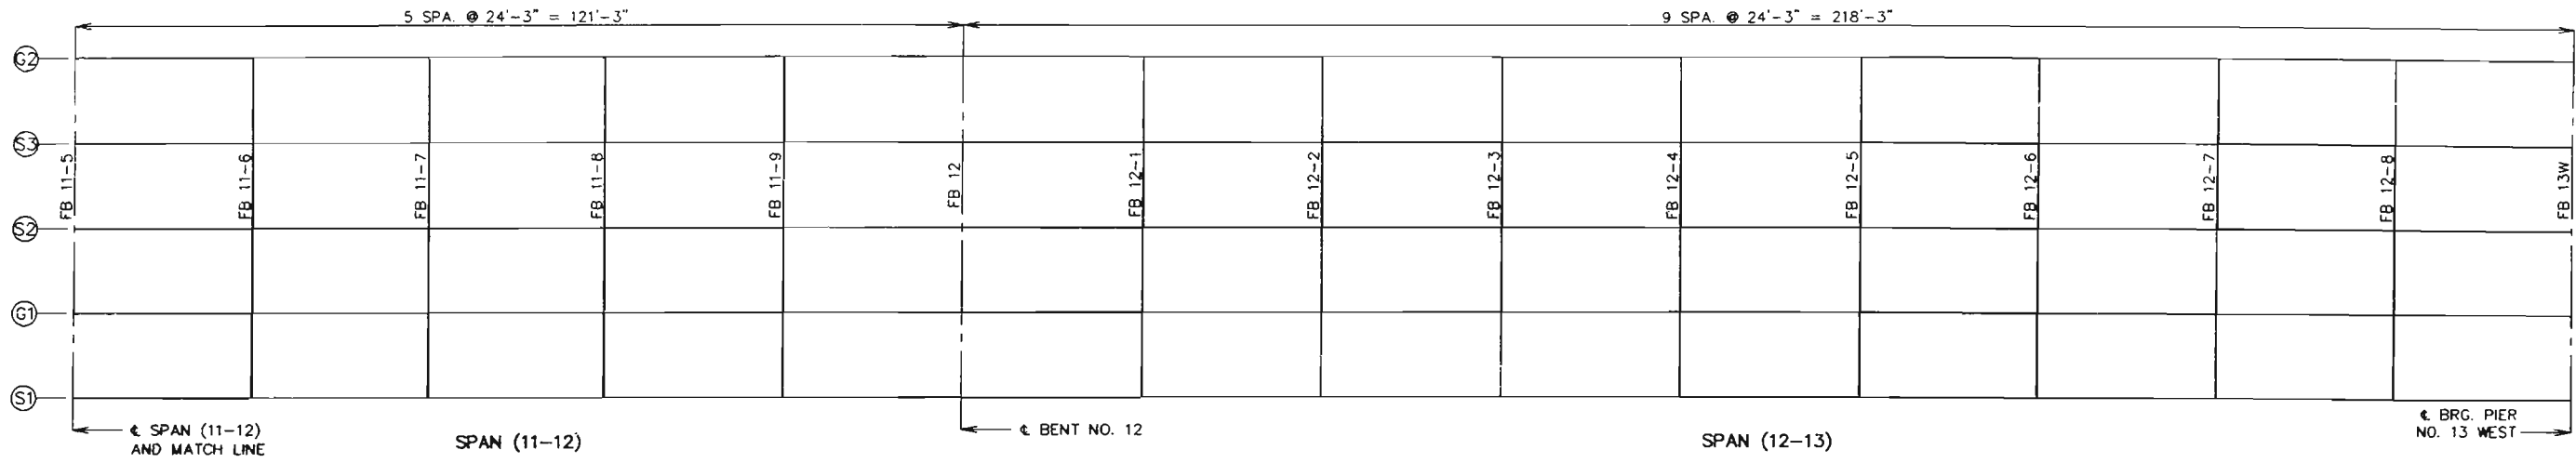 5 SPA. @ 24'-3" = 121'-3"
9 SPA. @ 24'-3" = 218'-3"
G2
S3
S2
G1
S1
FB 11-5
FB 11-6
FB 11-7
FB 11-8
FB 11-9
FB 12
FB 12-1
FB 12-2
FB 12-3
FB 12-4
FB 12-5
FB 12-6
FB 12-7
FB 12-8
FB 13W
℄ SPAN (11-12)
AND MATCH LINE
SPAN (11-12)
℄ BENT NO. 12
SPAN (12-13)
℄ BRG. PIER
NO. 13 WEST